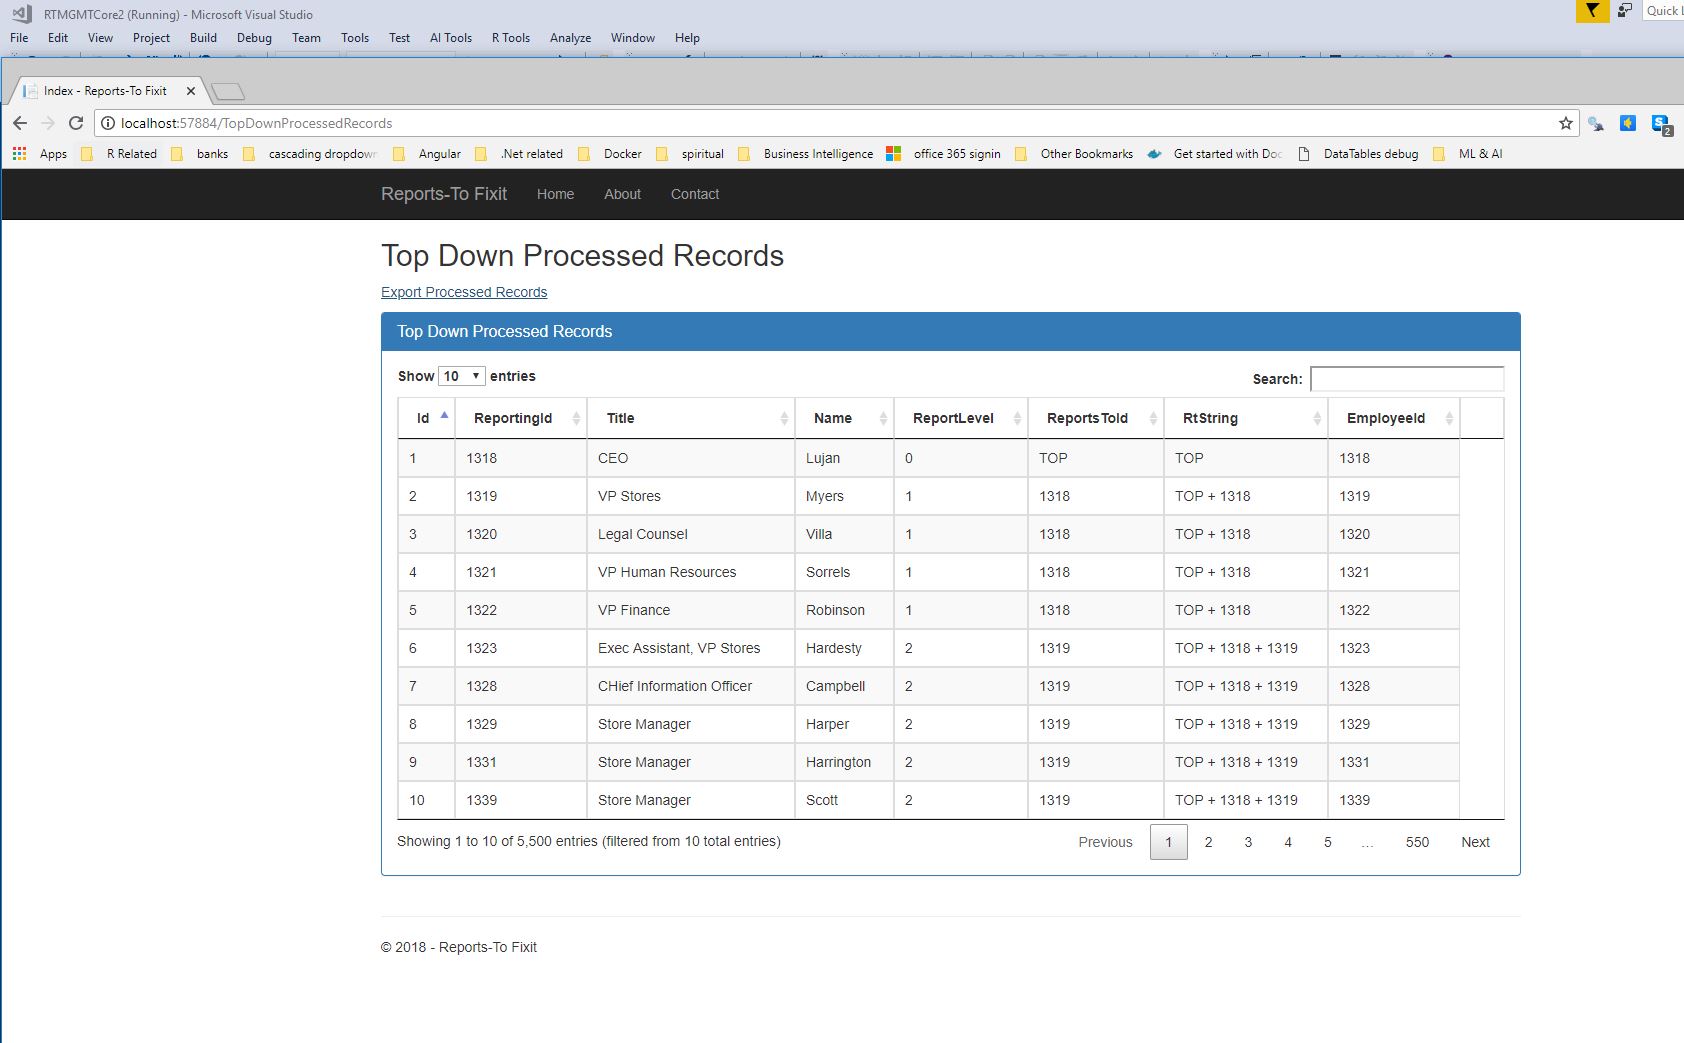 RTMGMTCore2 (Running) - Microsoft Visual Studio
Quick L
File Edit View Project Build Debug Team Tools Test AI Tools R Tools Analyze Window Help
Index - Reports-To Fixit
localhost:57884/TopDownProcessedRecords
Apps R Related banks cascading dropdown Angular .Net related Docker spiritual Business Intelligence office 365 signin Other Bookmarks Get started with Doc DataTables debug ML & AI
Reports-To Fixit Home About Contact
Top Down Processed Records
Export Processed Records
Top Down Processed Records
Show 10 entries Search:
Id ReportingId Title Name ReportLevel ReportsToId RtString EmployeeId
1 1318 CEO Lujan 0 TOP TOP 1318
2 1319 VP Stores Myers 1 1318 TOP + 1318 1319
3 1320 Legal Counsel Villa 1 1318 TOP + 1318 1320
4 1321 VP Human Resources Sorrels 1 1318 TOP + 1318 1321
5 1322 VP Finance Robinson 1 1318 TOP + 1318 1322
6 1323 Exec Assistant, VP Stores Hardesty 2 1319 TOP + 1318 + 1319 1323
7 1328 CHief Information Officer Campbell 2 1319 TOP + 1318 + 1319 1328
8 1329 Store Manager Harper 2 1319 TOP + 1318 + 1319 1329
9 1331 Store Manager Harrington 2 1319 TOP + 1318 + 1319 1331
10 1339 Store Manager Scott 2 1319 TOP + 1318 + 1319 1339
Showing 1 to 10 of 5,500 entries (filtered from 10 total entries) Previous 1 2 3 4 5 … 550 Next
© 2018 - Reports-To Fixit